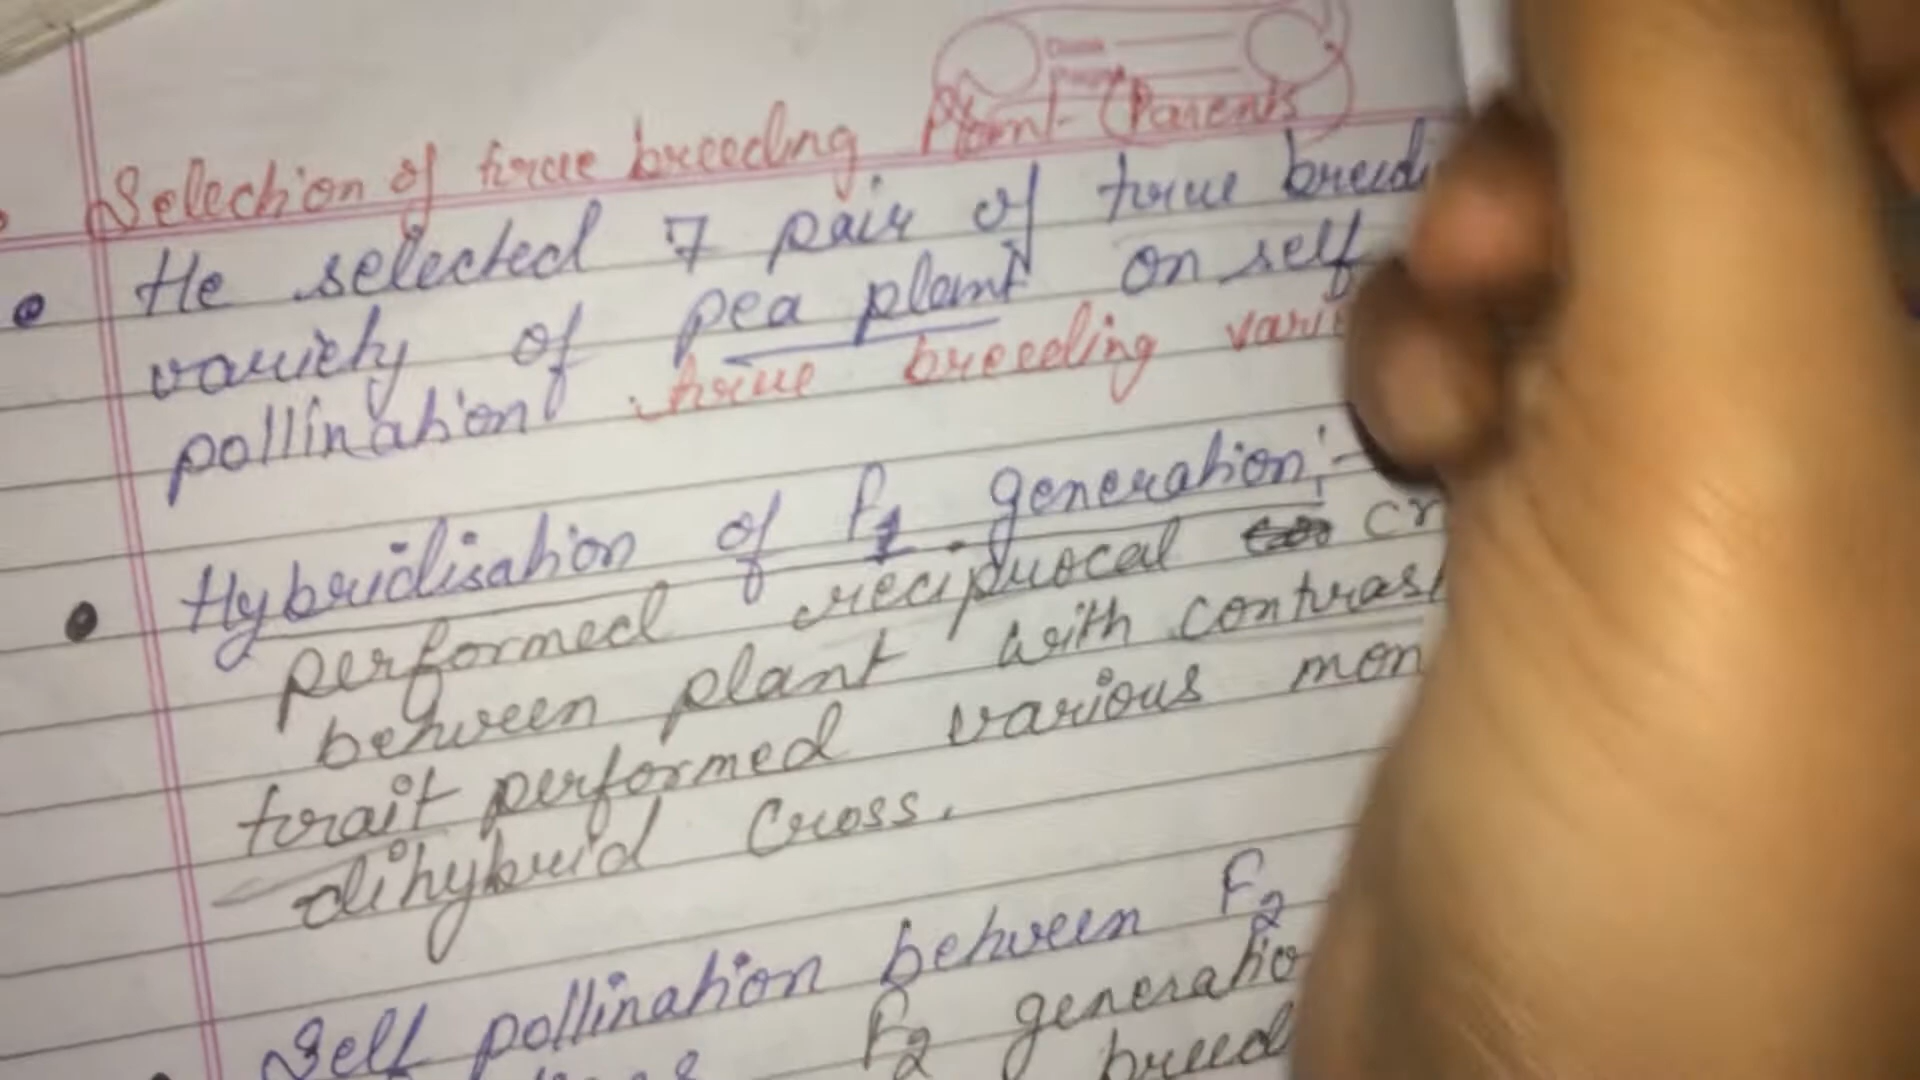 Selection of true breeding Plant (Parents
He selected 7 pair of true breedi
variety of pea plant on self
pollination. true breeding vari
Hybridisation of F1 generation:-
performed reciprocal cr
between plant with contrast
trait performed various mon
dihybrid Cross.
Self pollination between F2
F2 generatio
breed